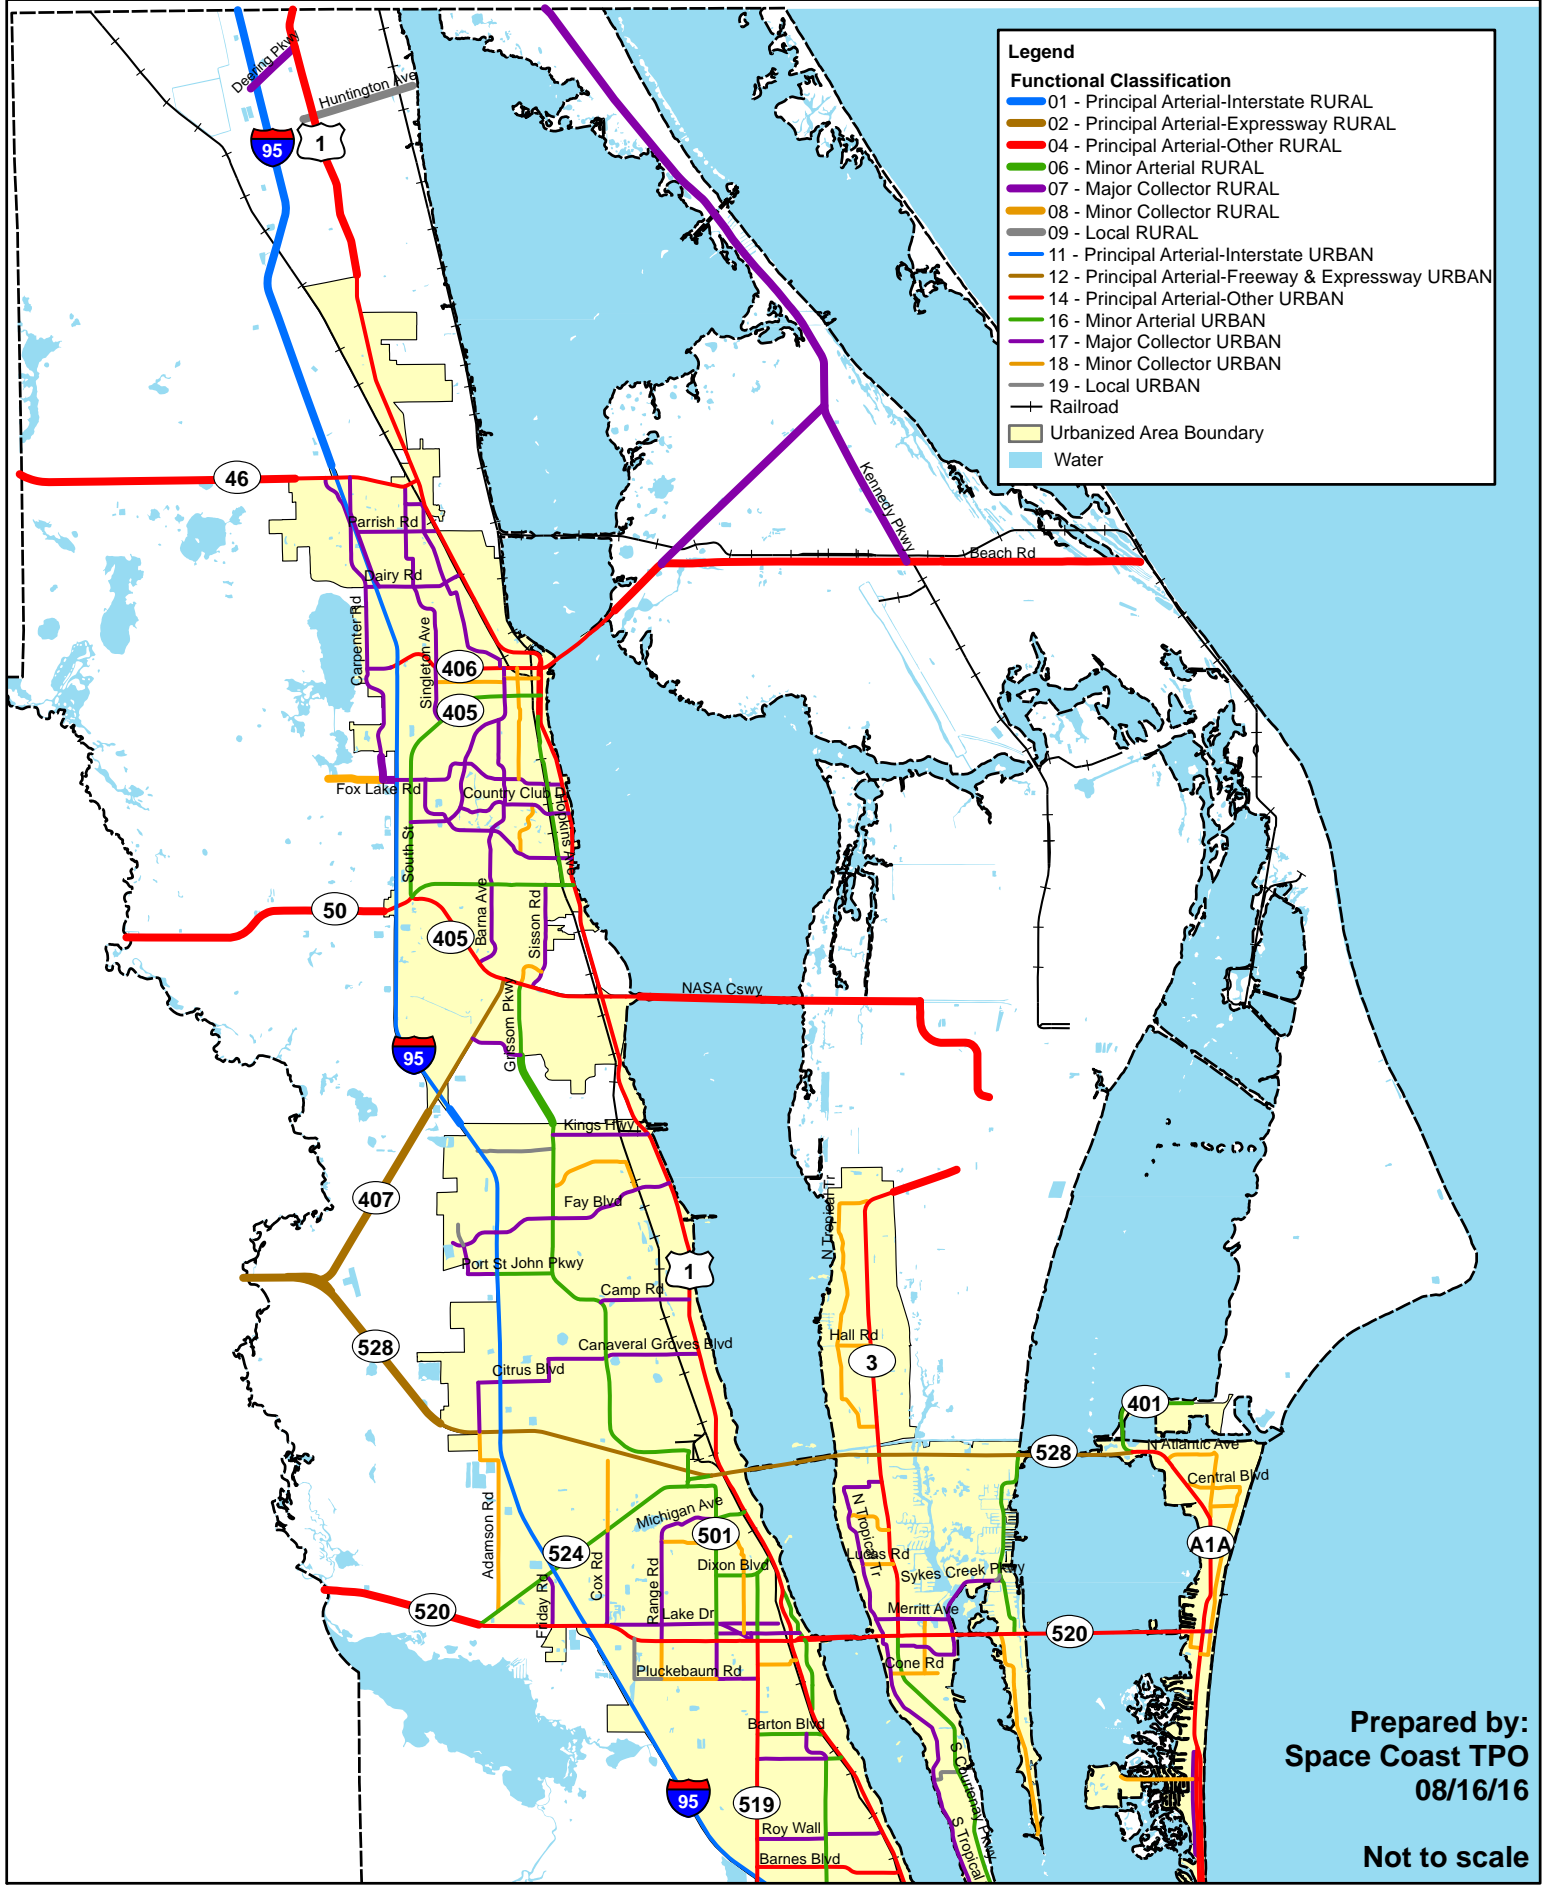 Legend
Functional Classification
01 - Principal Arterial-Interstate RURAL
02 - Principal Arterial-Expressway RURAL
04 - Principal Arterial-Other RURAL
06 - Minor Arterial RURAL
07 - Major Collector RURAL
08 - Minor Collector RURAL
09 - Local RURAL
11 - Principal Arterial-Interstate URBAN
12 - Principal Arterial-Freeway & Expressway URBAN
14 - Principal Arterial-Other URBAN
16 - Minor Arterial URBAN
17 - Major Collector URBAN
18 - Minor Collector URBAN
19 - Local URBAN
Railroad
Urbanized Area Boundary
Water
Deering Pkwy
Huntington Ave
95
1
46
Parrish Rd
Kennedy Pkwy
Beach Rd
Dairy Rd
Carpenter Rd
Singleton Ave
406
405
Fox Lake Rd
Country Club Dr
Hopkins Ave
South St
50
405
Barna Ave
Sisson Rd
NASA Cswy
Grissom Pkwy
95
Kings Hwy
407
Fay Blvd
N Tropical Tr
Port St John Pkwy
1
Camp Rd
528
Canaveral Groves Blvd
Citrus Blvd
Hall Rd
3
401
N Atlantic Ave
528
Central Blvd
Adamson Rd
Michigan Ave
501
N Tropical Tr
A1A
524
Cox Rd
Range Rd
Dixon Blvd
Lucas Rd
Sykes Creek Pkwy
Friday Rd
520
Lake Dr
Merritt Ave
520
Pluckebaum Rd
Cone Rd
Barton Blvd
S Courtenay Pkwy
95
519
Roy Wall
S Tropical
Barnes Blvd
Prepared by:
Space Coast TPO
08/16/16
Not to scale